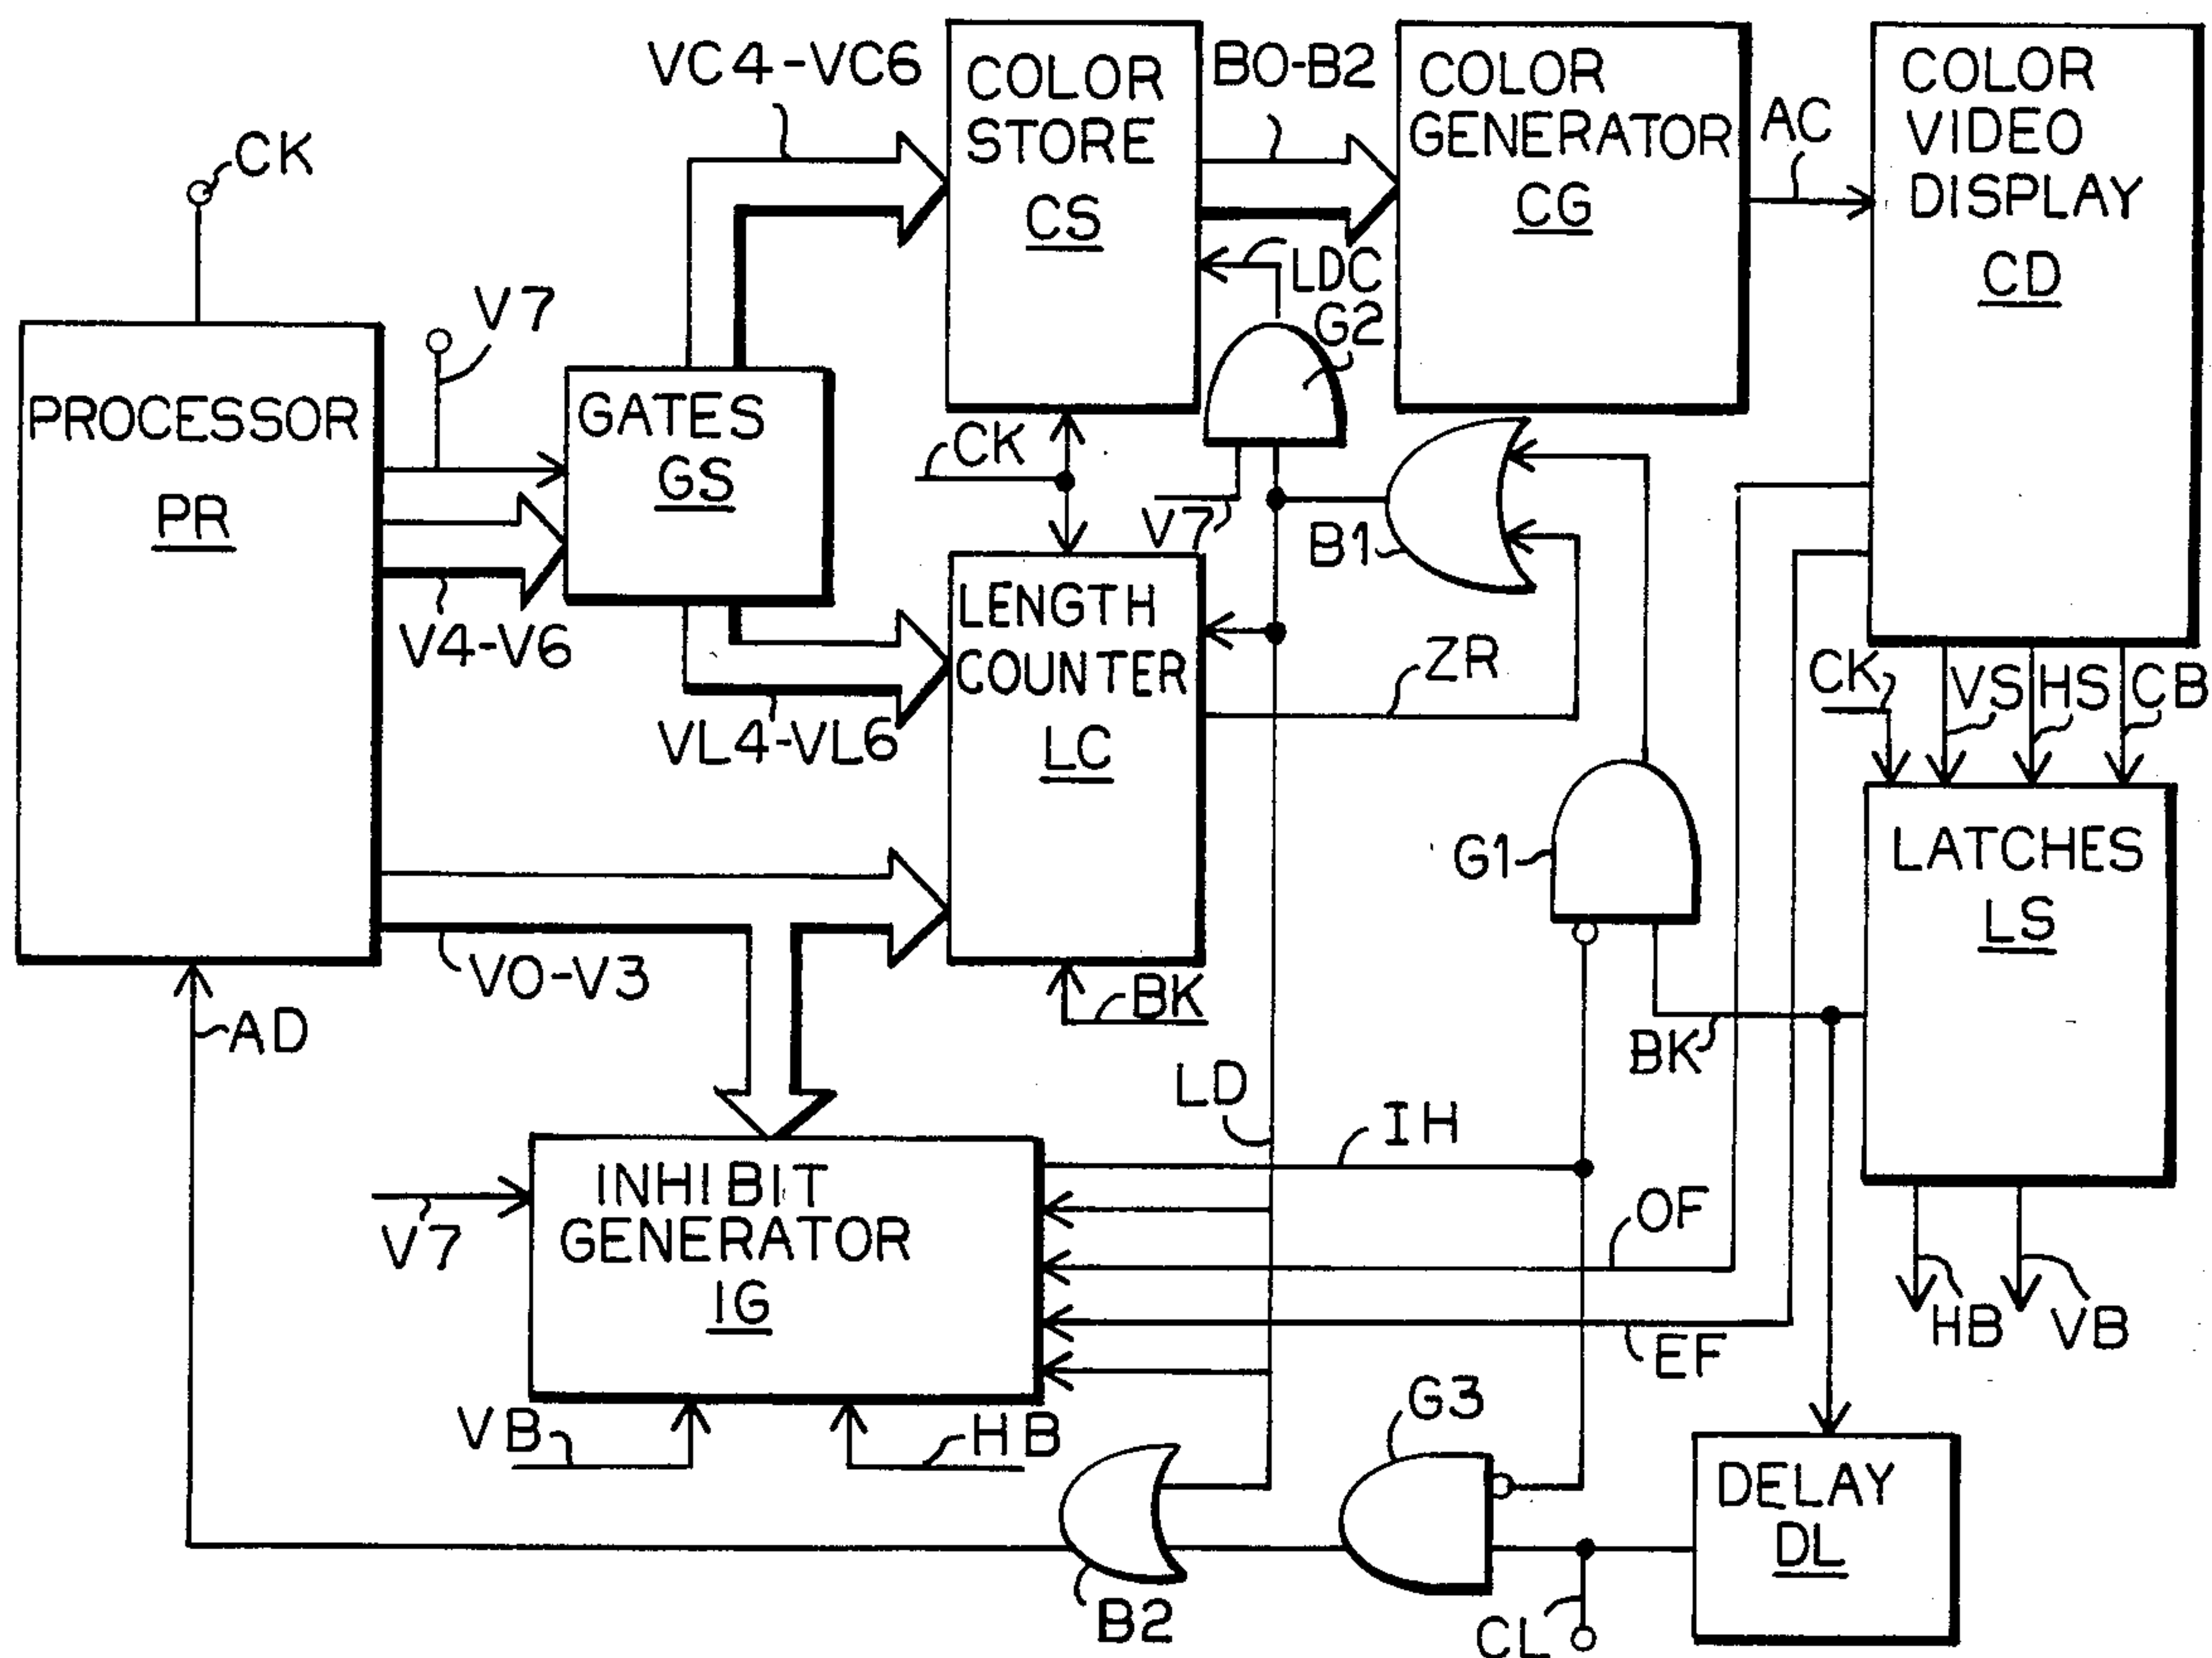 VC4-VC6
COLOR
STORE
CS
B0-B2
COLOR
GENERATOR
CG
AC
COLOR
VIDEO
DISPLAY
CD
CK
V7
LDC
G2
PROCESSOR
PR
GATES
GS
CK
V7
B1
V4-V6
LENGTH
COUNTER
LC
ZR
CK
VS
HS
CB
VL4-VL6
G1
LATCHES
LS
V0-V3
BK
BK
AD
LD
IH
INHIBIT
GENERATOR
IG
V7
OF
EF
HB
VB
VB
HB
G3
DELAY
DL
B2
CL